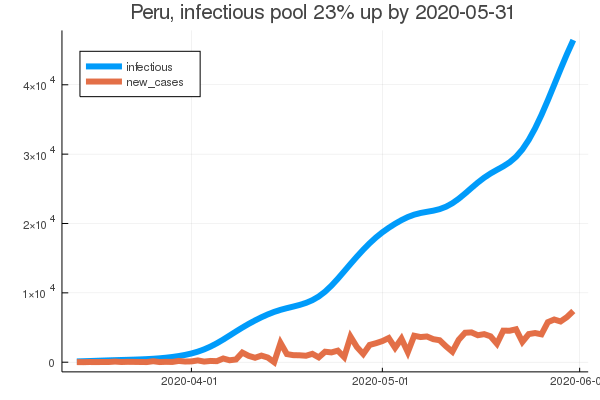 Peru, infectious pool 23% up by 2020-05-31
infectious
new_cases
4×10⁴
3×10⁴
2×10⁴
1×10⁴
0
2020-04-01 2020-05-01 2020-06-0